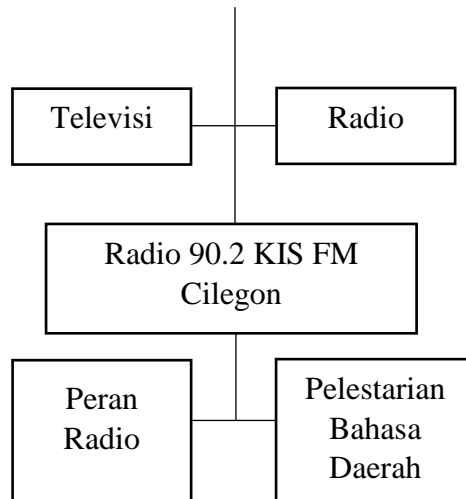 Televisi
Radio
Radio 90.2 KIS FM
Cilegon
Peran
Radio
Pelestarian
Bahasa
Daerah